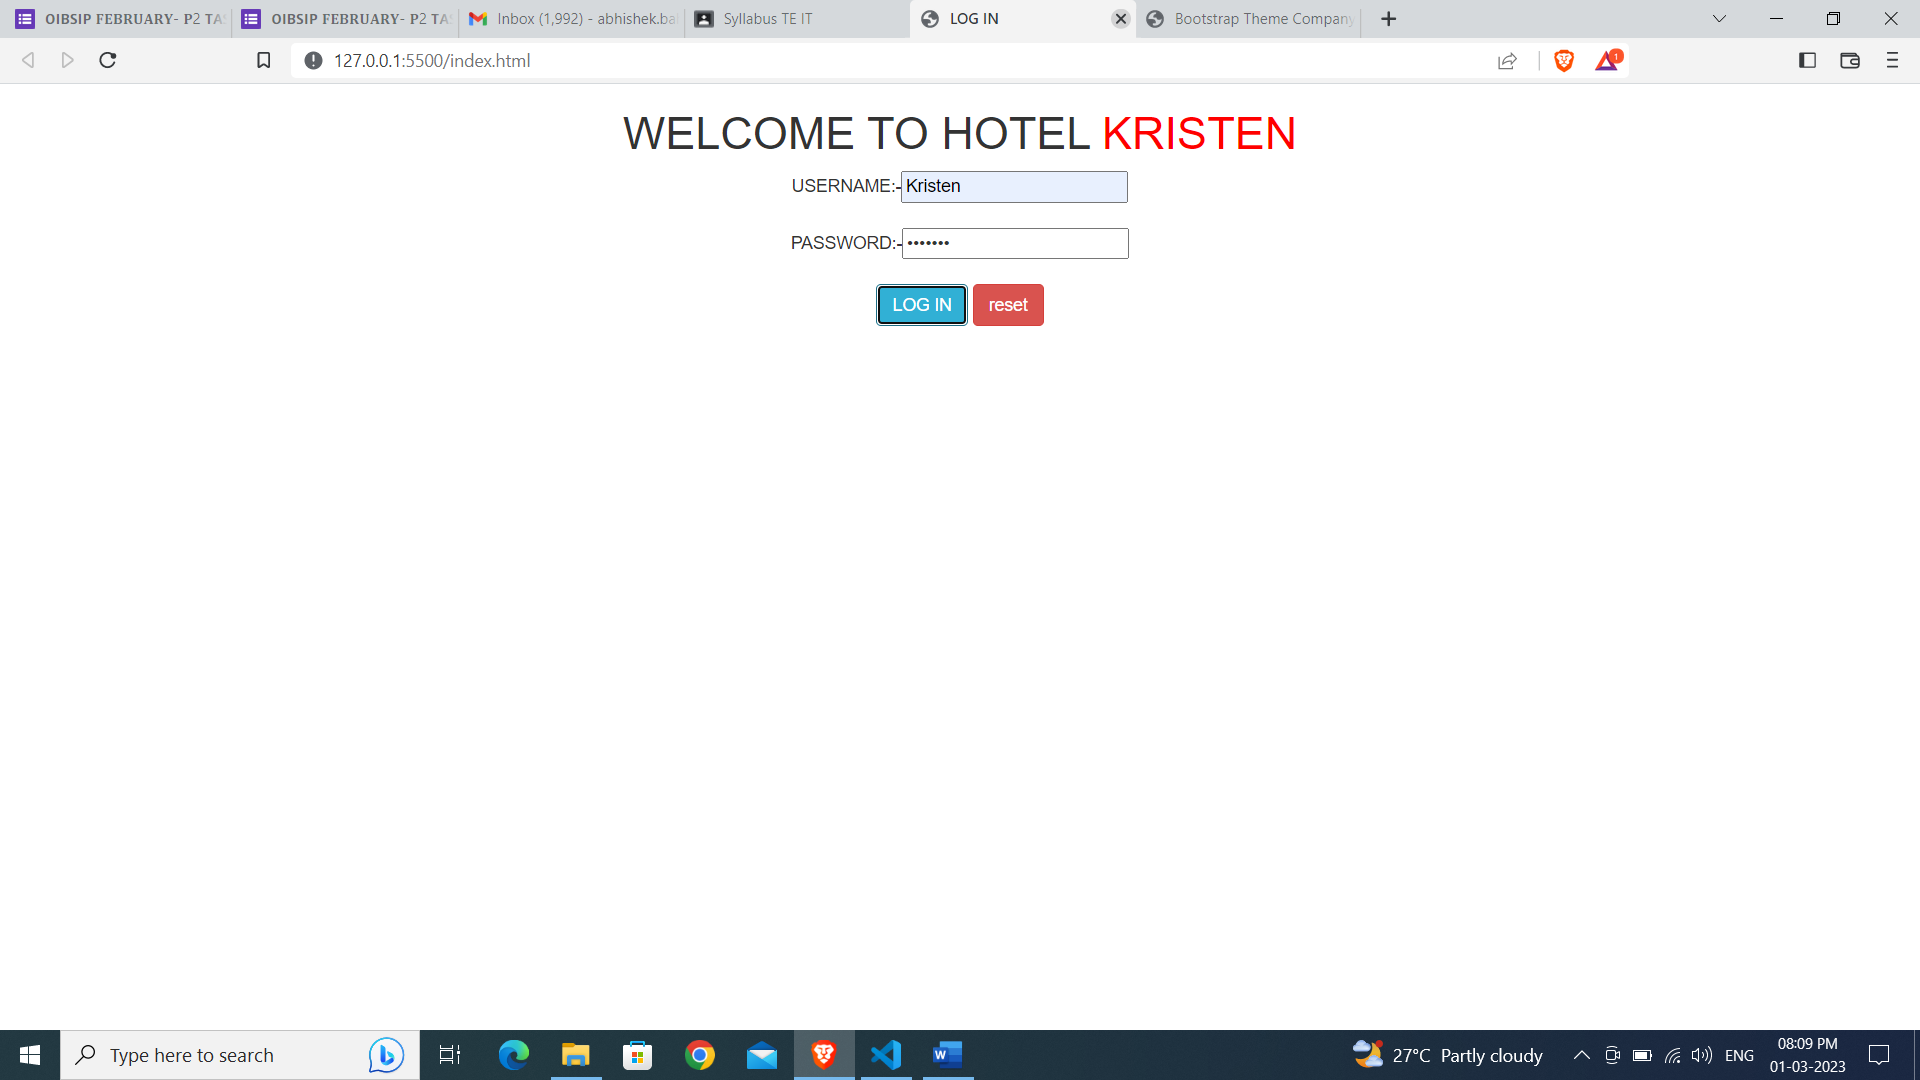 OIBSIP FEBRUARY- P2 TA
OIBSIP FEBRUARY- P2 TA
Inbox (1,992) - abhishek.ba
Syllabus TE IT
LOG IN
Bootstrap Theme Company
127.0.0.1:5500/index.html
1
WELCOME TO HOTEL KRISTEN
USERNAME:-Kristen
PASSWORD:-•••••••
LOG IN reset
Type here to search
27°C Partly cloudy
ENG
08:09 PM
01-03-2023